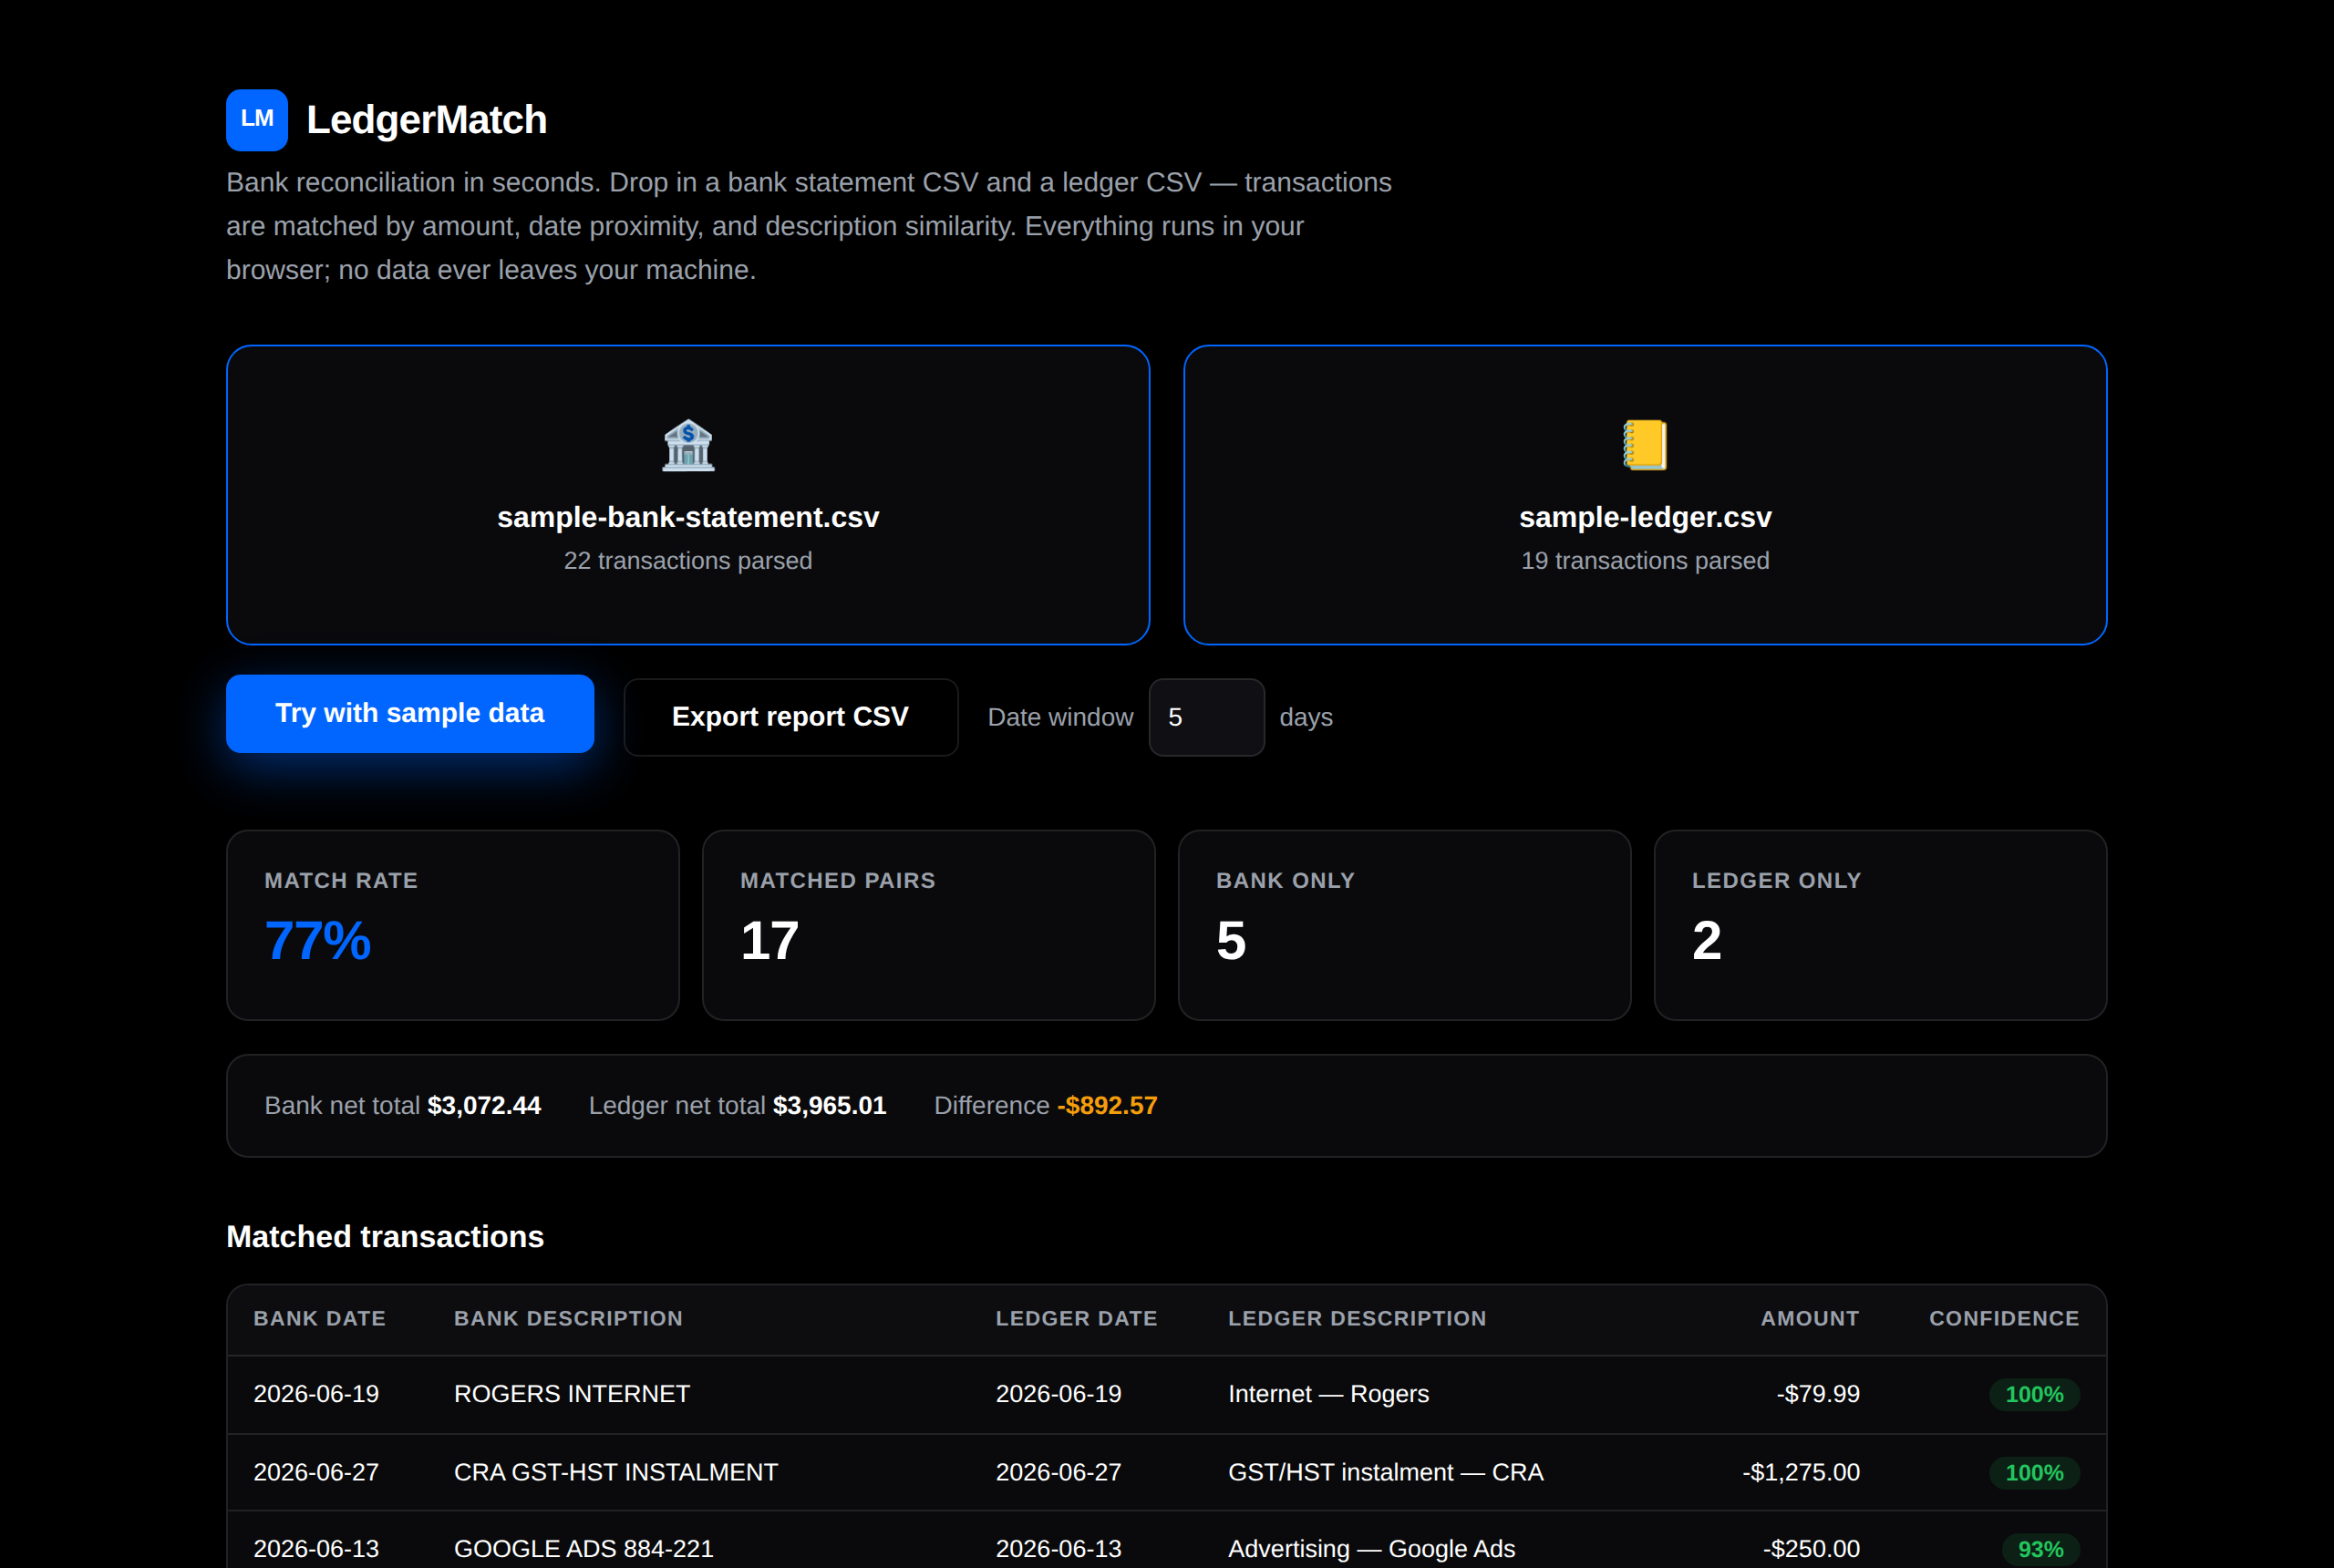 LM LedgerMatch
Bank reconciliation in seconds. Drop in a bank statement CSV and a ledger CSV — transactions
are matched by amount, date proximity, and description similarity. Everything runs in your
browser; no data ever leaves your machine.
sample-bank-statement.csv
22 transactions parsed
sample-ledger.csv
19 transactions parsed
Try with sample data Export report CSV Date window 5 days
MATCH RATE
77%
MATCHED PAIRS
17
BANK ONLY
5
LEDGER ONLY
2
Bank net total $3,072.44 Ledger net total $3,965.01 Difference -$892.57
Matched transactions
BANK DATE BANK DESCRIPTION LEDGER DATE LEDGER DESCRIPTION AMOUNT CONFIDENCE
2026-06-19 ROGERS INTERNET 2026-06-19 Internet — Rogers -$79.99 100%
2026-06-27 CRA GST-HST INSTALMENT 2026-06-27 GST/HST instalment — CRA -$1,275.00 100%
2026-06-13 GOOGLE ADS 884-221 2026-06-13 Advertising — Google Ads -$250.00 93%